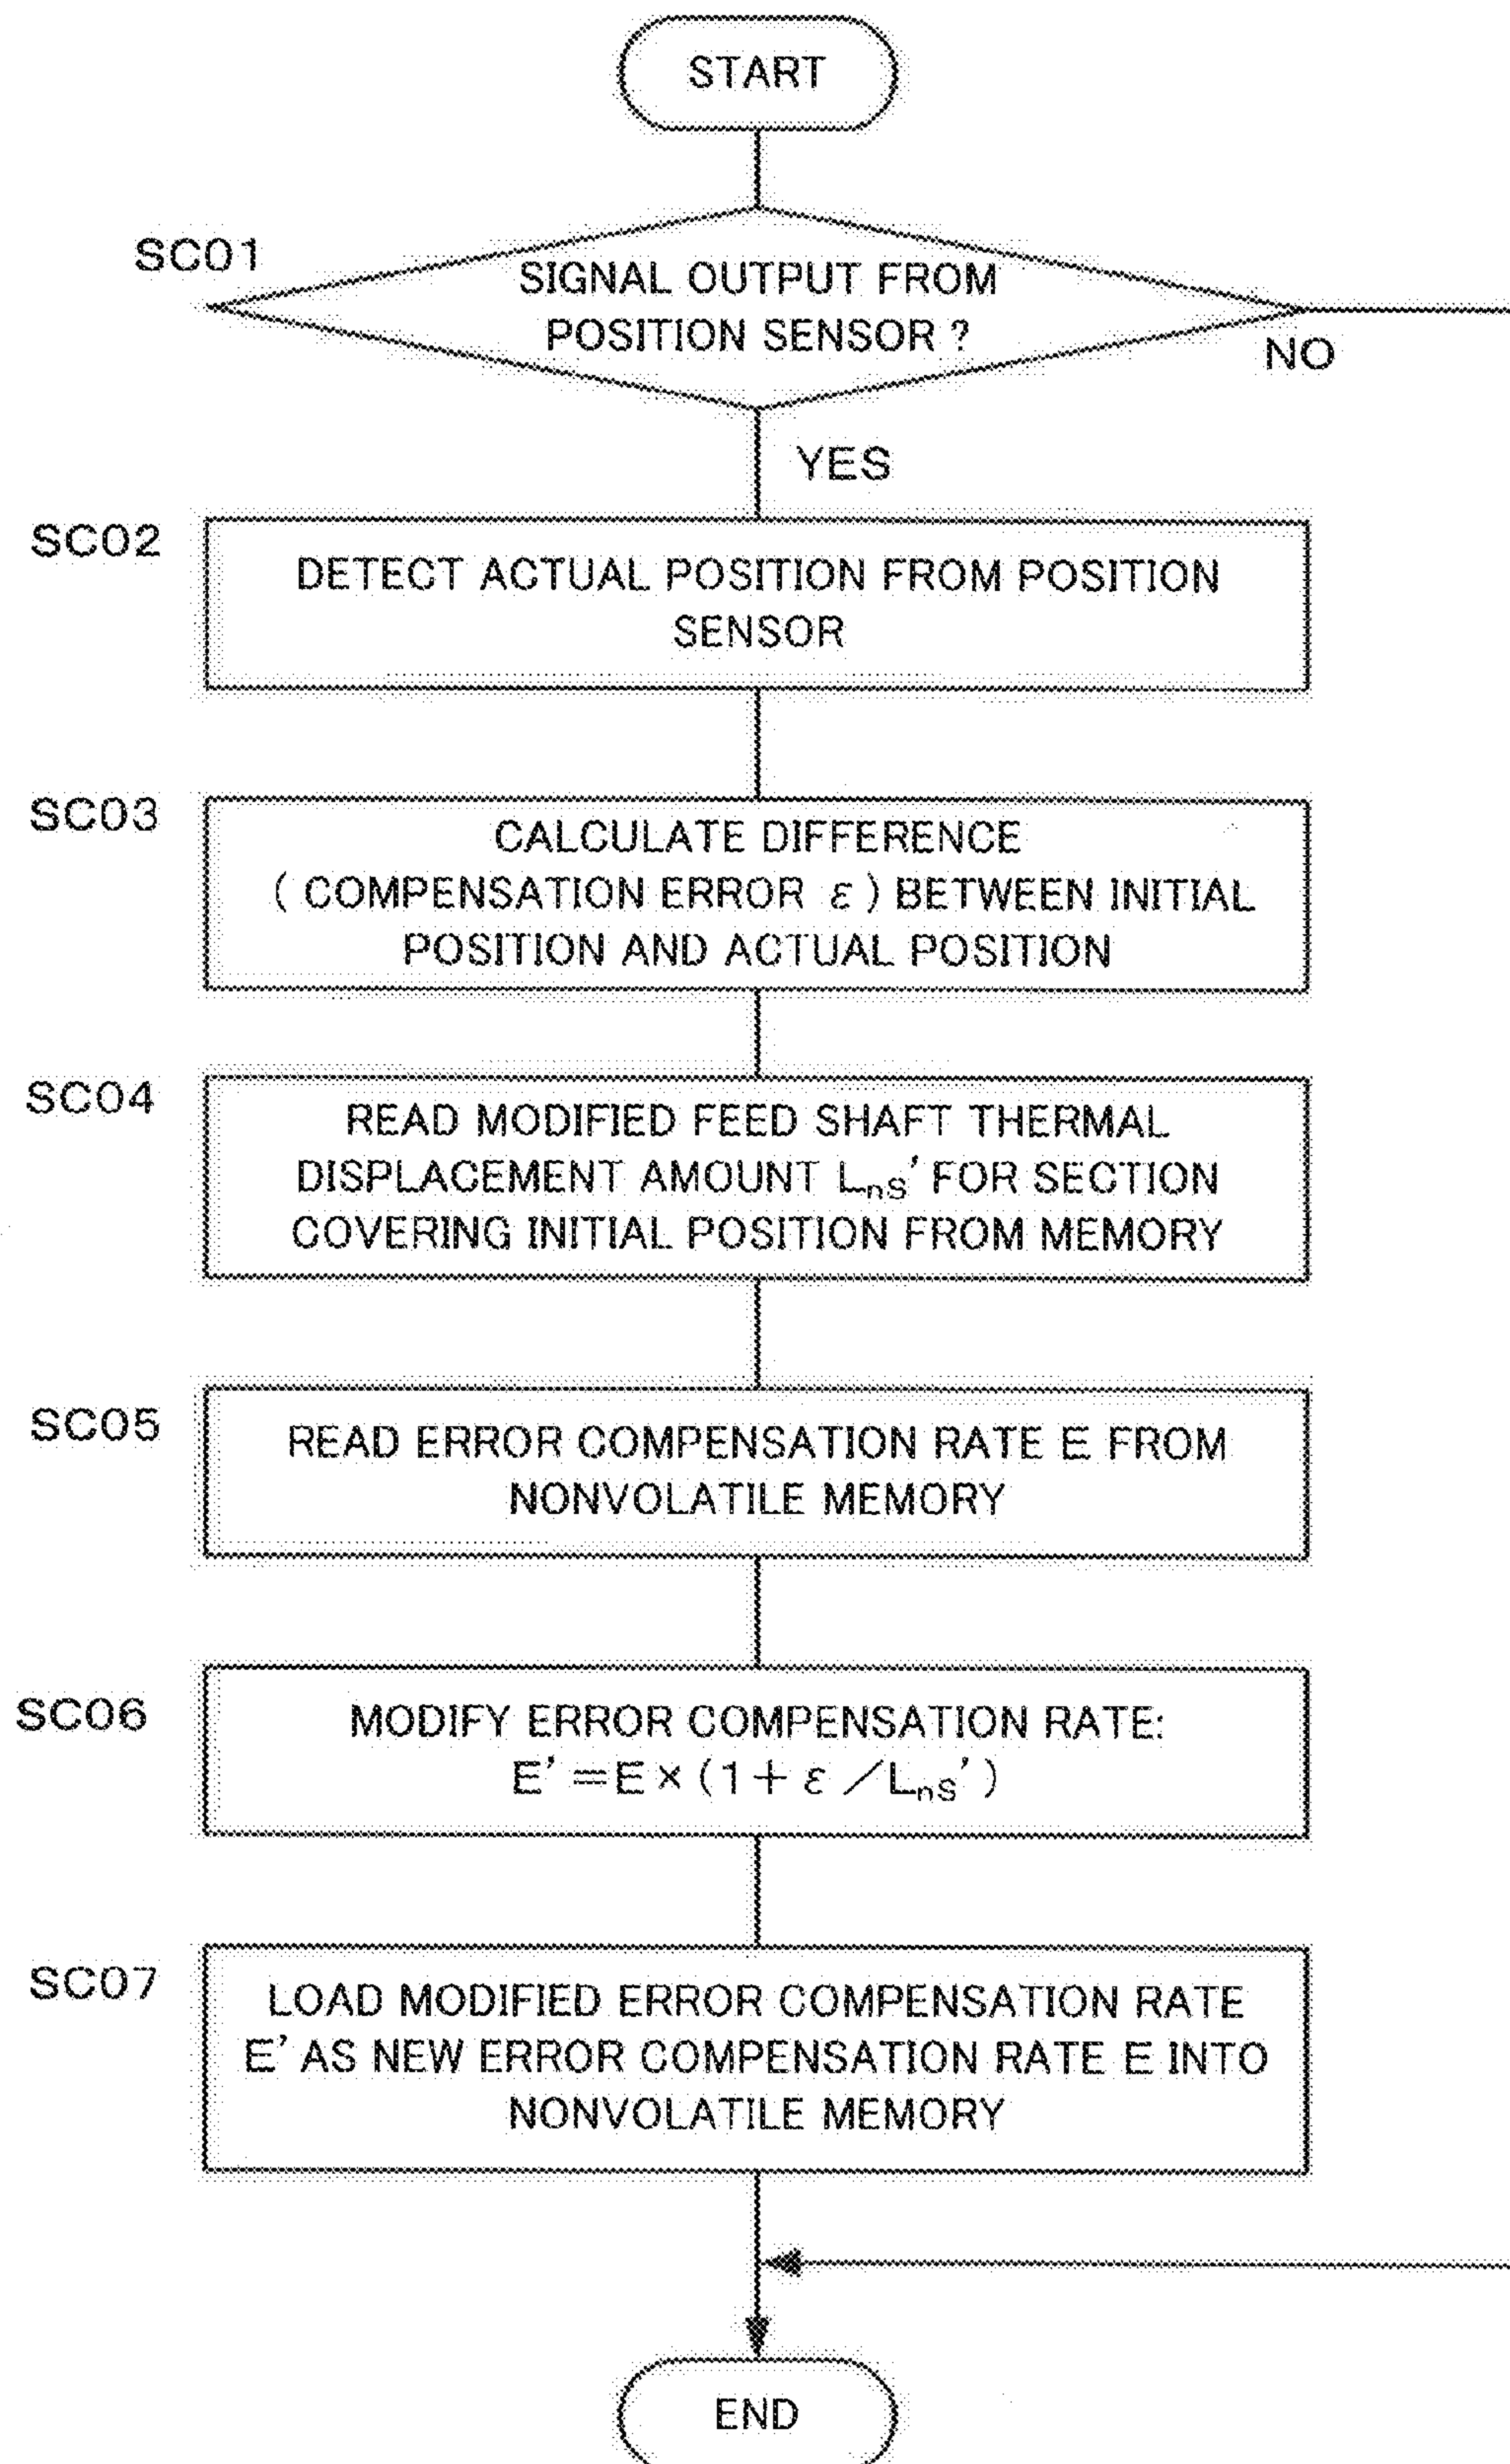 START
SC01
SIGNAL OUTPUT FROM
POSITION SENSOR ?
NO
YES
SC02
DETECT ACTUAL POSITION FROM POSITION
SENSOR
SC03
CALCULATE DIFFERENCE
( COMPENSATION ERROR ε ) BETWEEN INITIAL
POSITION AND ACTUAL POSITION
SC04
READ MODIFIED FEED SHAFT THERMAL
DISPLACEMENT AMOUNT Lns' FOR SECTION
COVERING INITIAL POSITION FROM MEMORY
SC05
READ ERROR COMPENSATION RATE E FROM
NONVOLATILE MEMORY
SC06
MODIFY ERROR COMPENSATION RATE:
E' = E × (1 + ε / Lns' )
SC07
LOAD MODIFIED ERROR COMPENSATION RATE
E' AS NEW ERROR COMPENSATION RATE E INTO
NONVOLATILE MEMORY
END